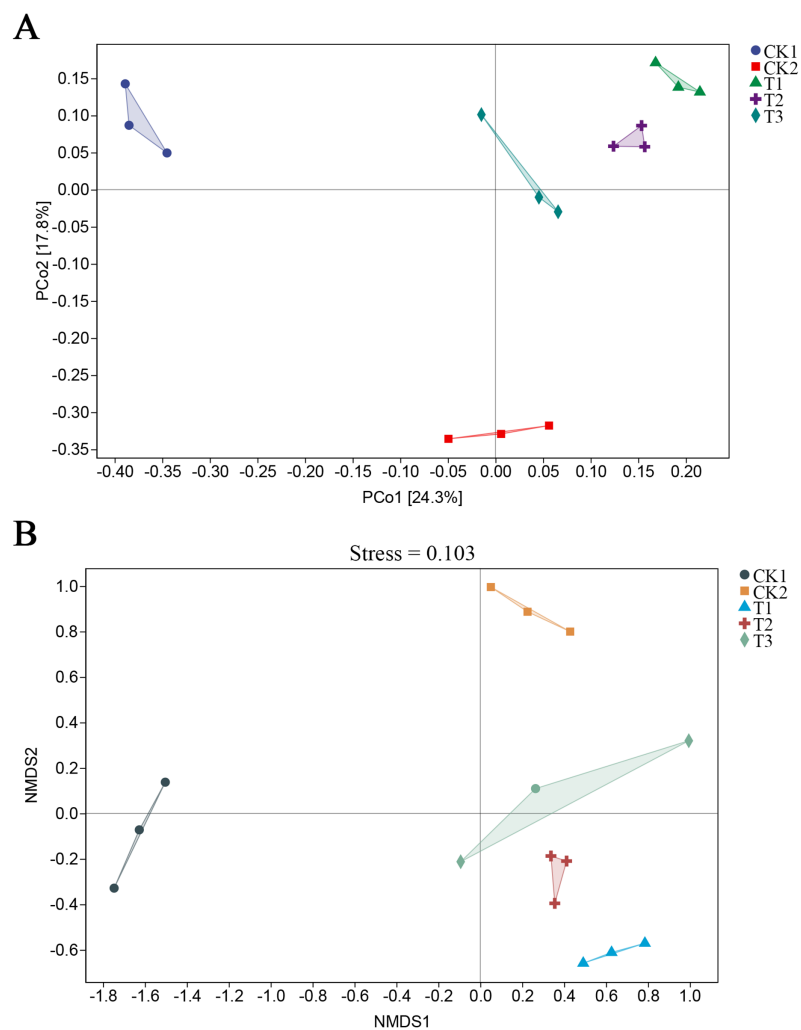 A
CK1
CK2
T1
T2
T3
0.15
0.10
0.05
0.00
-0.05
-0.10
-0.15
-0.20
-0.25
-0.30
-0.35
PCo2 [17.8%]
-0.40 -0.35 -0.30 -0.25 -0.20 -0.15 -0.10 -0.05 0.00 0.05 0.10 0.15 0.20
PCo1 [24.3%]
B
Stress = 0.103
CK1
CK2
T1
T2
T3
1.0
0.8
0.6
0.4
0.2
0.0
-0.2
-0.4
-0.6
NMDS2
-1.8 -1.6 -1.4 -1.2 -1.0 -0.8 -0.6 -0.4 -0.2 0.0 0.2 0.4 0.6 0.8 1.0
NMDS1